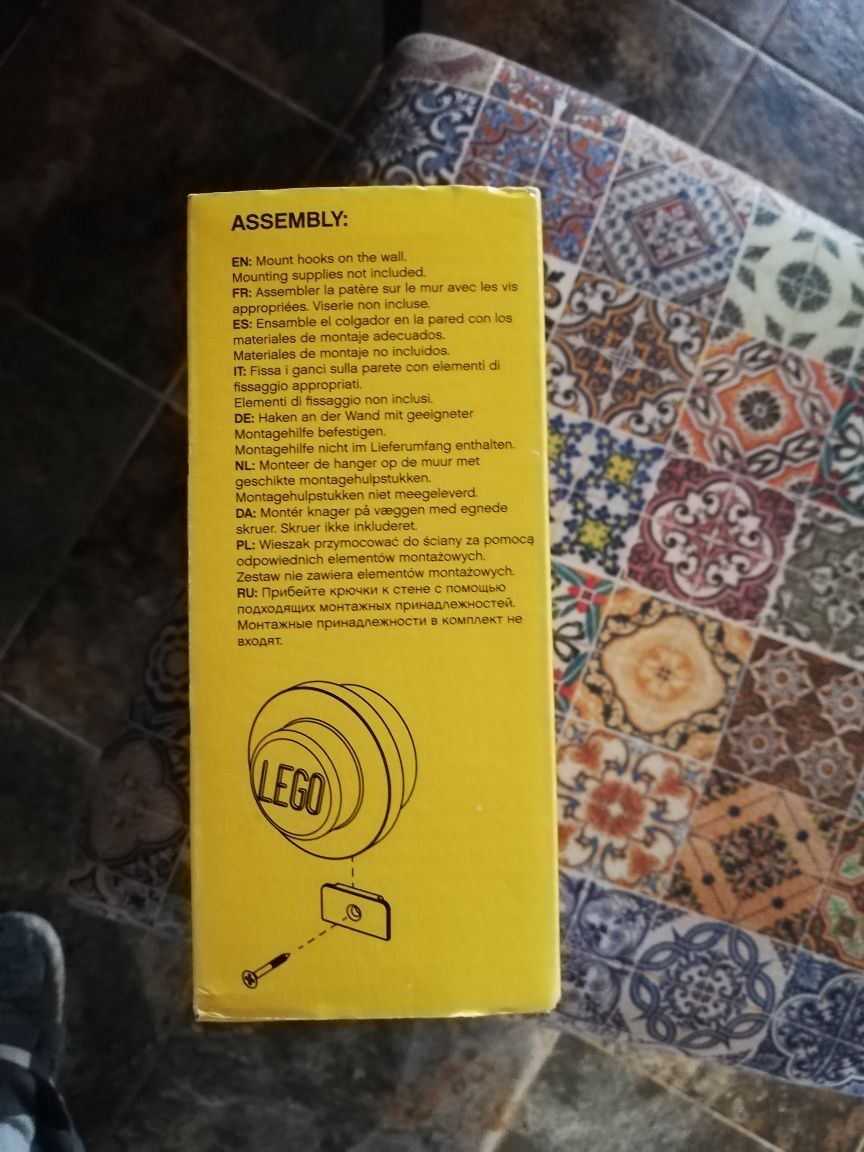 ASSEMBLY:
EN: Mount hooks on the wall.
Mounting supplies not included.
FR: Assembler la patère sur le mur avec les vis
appropriées. Viserie non incluse.
ES: Ensamble el colgador en la pared con los
materiales de montaje adecuados.
Materiales de montaje no incluidos.
IT: Fissa i ganci sulla parete con elementi di
fissaggio appropriati.
Elementi di fissaggio non inclusi.
DE: Haken an der Wand mit geeigneter
Montagehilfe befestigen.
Montagehilfe nicht im Lieferumfang enthalten.
NL: Monteer de hanger op de muur met
geschikte montagehulpstukken.
Montagehulpstukken niet meegeleverd.
DA: Montér knager på væggen med egnede
skruer. Skruer ikke inkluderet.
PL: Wieszak przymocować do ściany za pomocą
odpowiednich elementów montażowych.
Zestaw nie zawiera elementów montażowych.
RU: Прибейте крючки к стене с помощью
подходящих монтажных принадлежностей.
Монтажные принадлежности в комплект не
входят.
LEGO